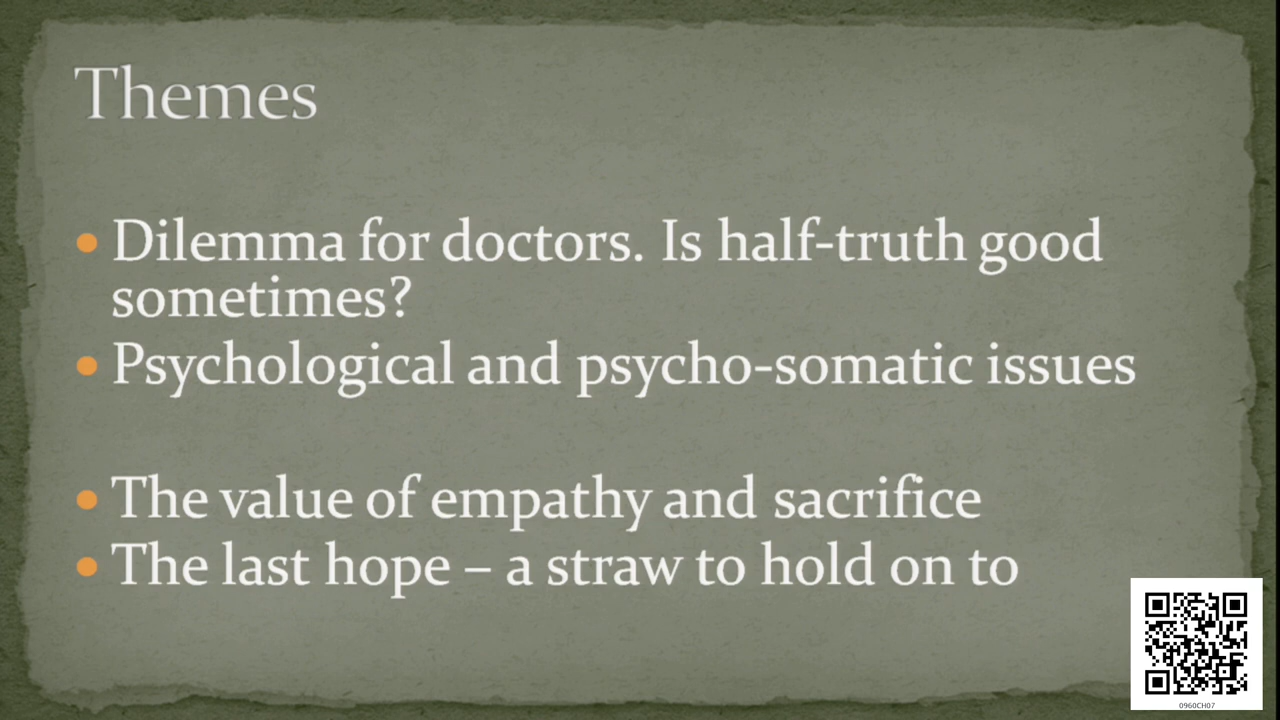 Themes
• Dilemma for doctors. Is half-truth good
sometimes?
• Psychological and psycho-somatic issues
• The value of empathy and sacrifice
• The last hope – a straw to hold on to
0960CH07